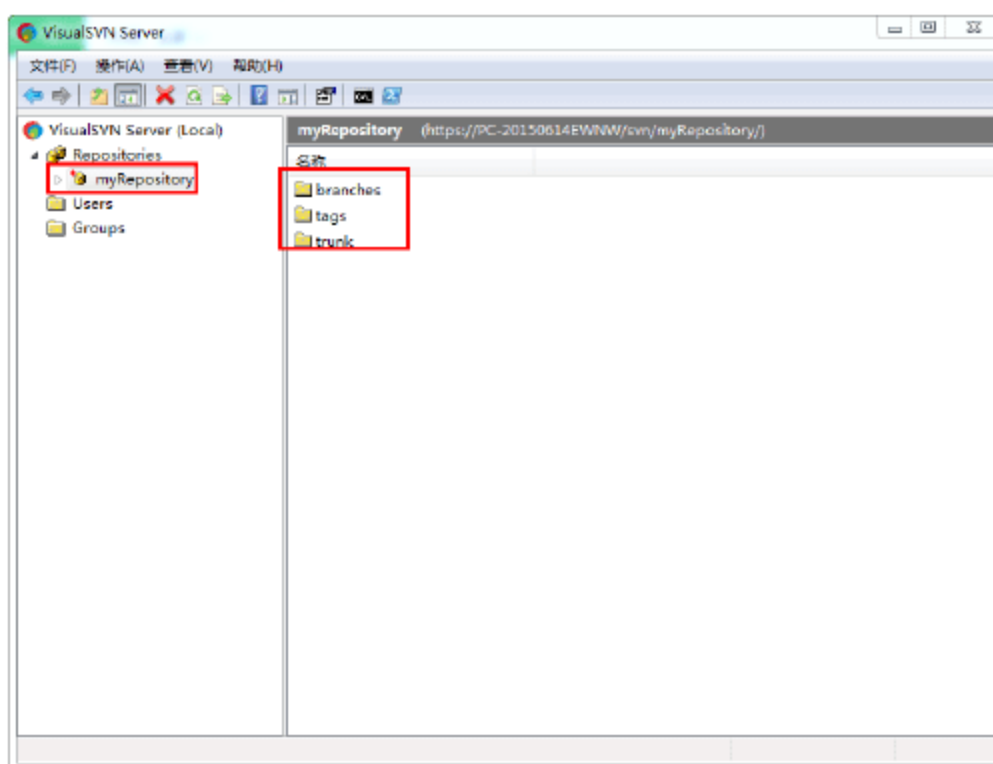 VisualSVN Server
文件(F) 操作(A) 查看(V) 帮助(H)
VisualSVN Server (Local)
Repositories
myRepository
Users
Groups
myRepository (https://PC-20150614EWNW/svn/myRepository/)
名称
branches
tags
trunk